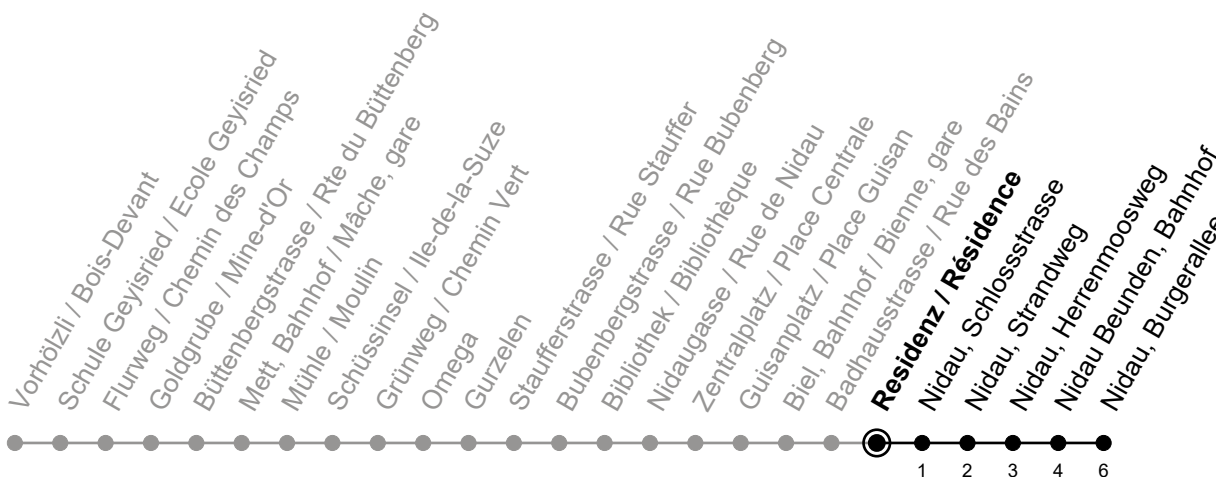 Vorhölzli / Bois-Devant
Schule Geyisried / Ecole Geyisried
Flurweg / Chemin des Champs
Goldgrube / Mine-d'Or
Büttenbergstrasse / Rte du Büttenberg
Mett, Bahnhof / Mâche, gare
Mühle / Moulin
Schüssinsel / Ile-de-la-Suze
Grünweg / Chemin Vert
Omega
Gurzelen
Staufferstrasse / Rue Stauffer
Bubenbergstrasse / Rue Bubenberg
Bibliothek / Bibliothèque
Nidaugasse / Rue de Nidau
Zentralplatz / Place Centrale
Guisanplatz / Place Guisan
Biel, Bahnhof / Bienne, gare
Badhausstrasse / Rue des Bains
Residenz / Résidence
Nidau, Schlossstrasse
Nidau, Strandweg
Nidau, Herrenmoosweg
Nidau Beunden, Bahnhof
Nidau, Burgerallee
1 2 3 4 6